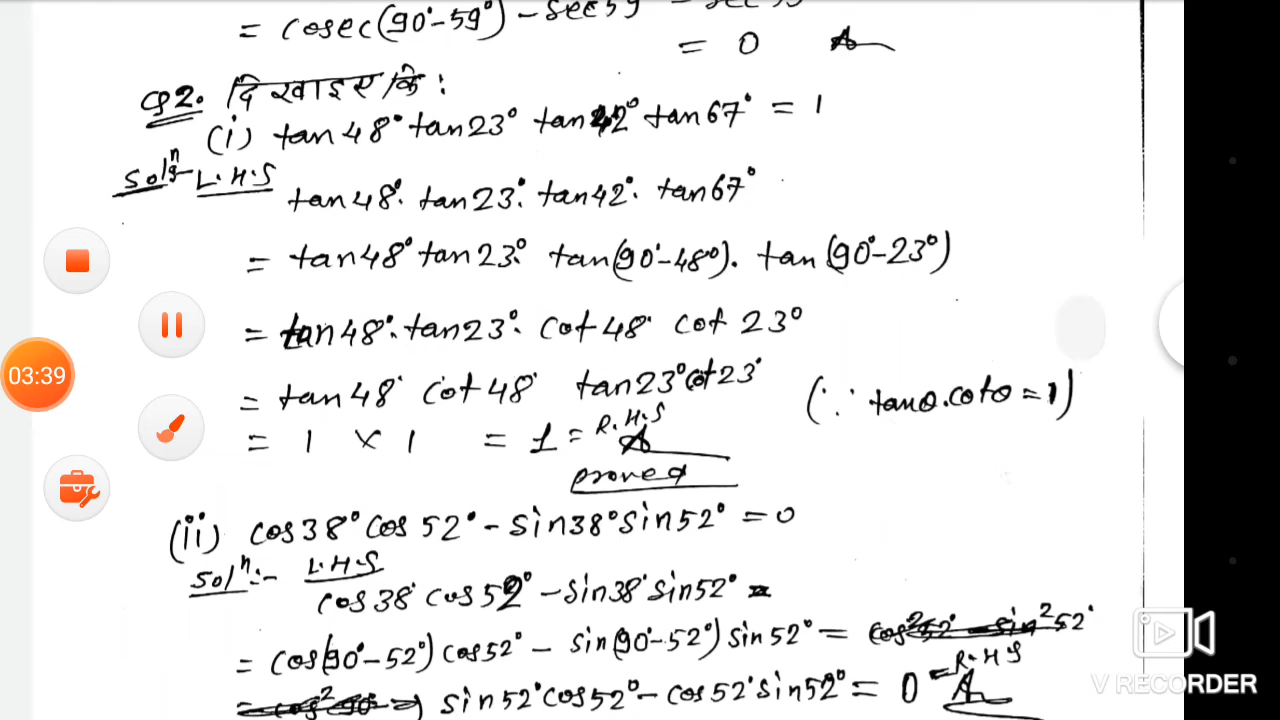 = cosec(90°-59°) - sec59
= 0
Q2. दिखाइए कि :
(i) tan48° tan23° tan42° tan67° = 1
Solⁿ- L.H.S
tan48°. tan23°. tan42°. tan67°
= tan48° tan23°. tan(90°-48°). tan(90°-23°)
= tan48°. tan23°. cot48° cot23°
= tan48° cot48° tan23° cot23° (∵ tanθ.cotθ = 1)
= 1 × 1 = 1 = R.H.S
proved
(ii) cos38° cos52° - sin38° sin52° = 0
Solⁿ:- L.H.S
cos38° cos52° - sin38° sin52°
= cos(90°-52°) cos52° - sin(90°-52°) sin52° =
= sin52° cos52° - cos52° sin52° = 0 = R.H.S
03:39
V RECORDER